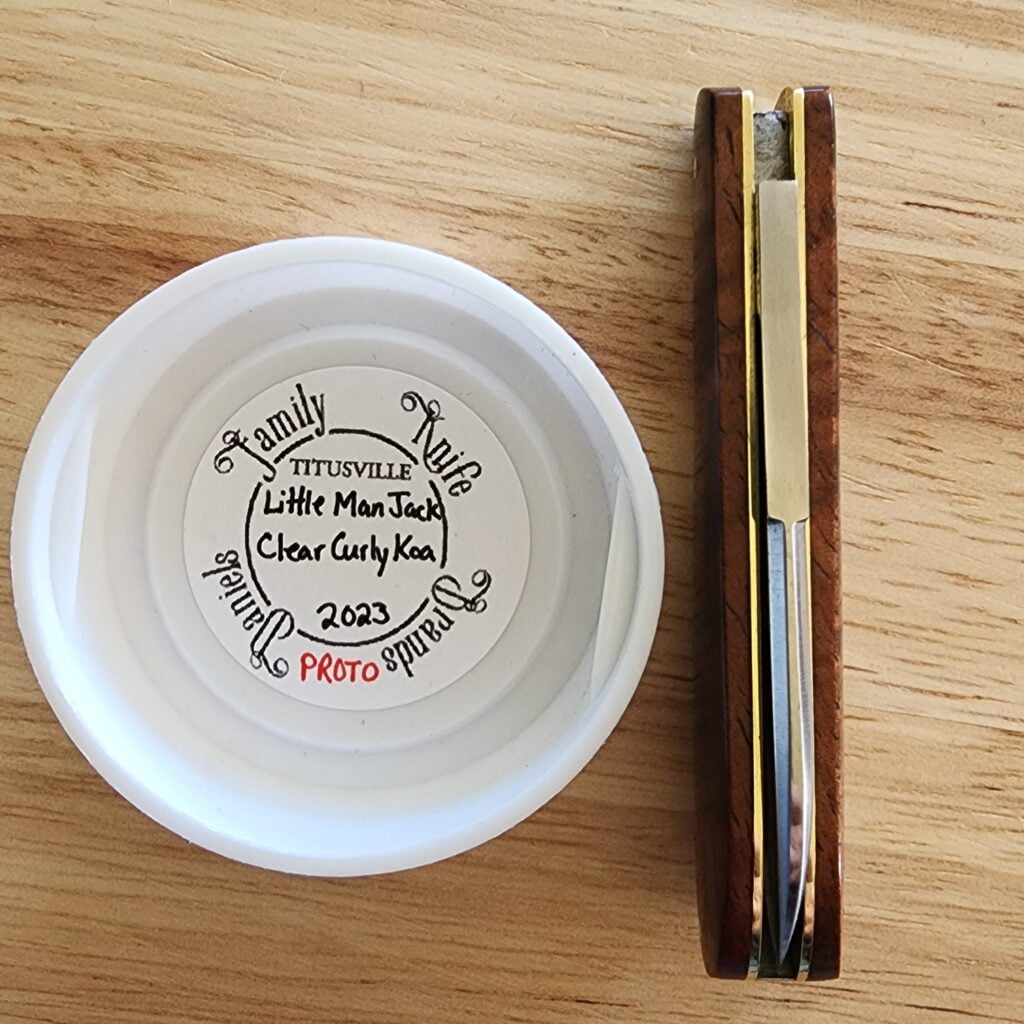 Daniels Family Knife Brands
TITUSVILLE
Little Man Jack
Clear Curly Koa
2023
PROTO